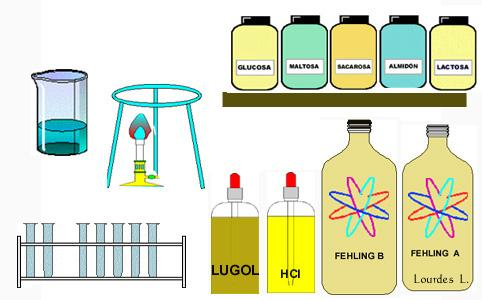 GLUCOSA
MALTOSA
SACAROSA
ALMIDÓN
LACTOSA
LUGOL
HCl
FEHLING B
FEHLING A
Lourdes L.